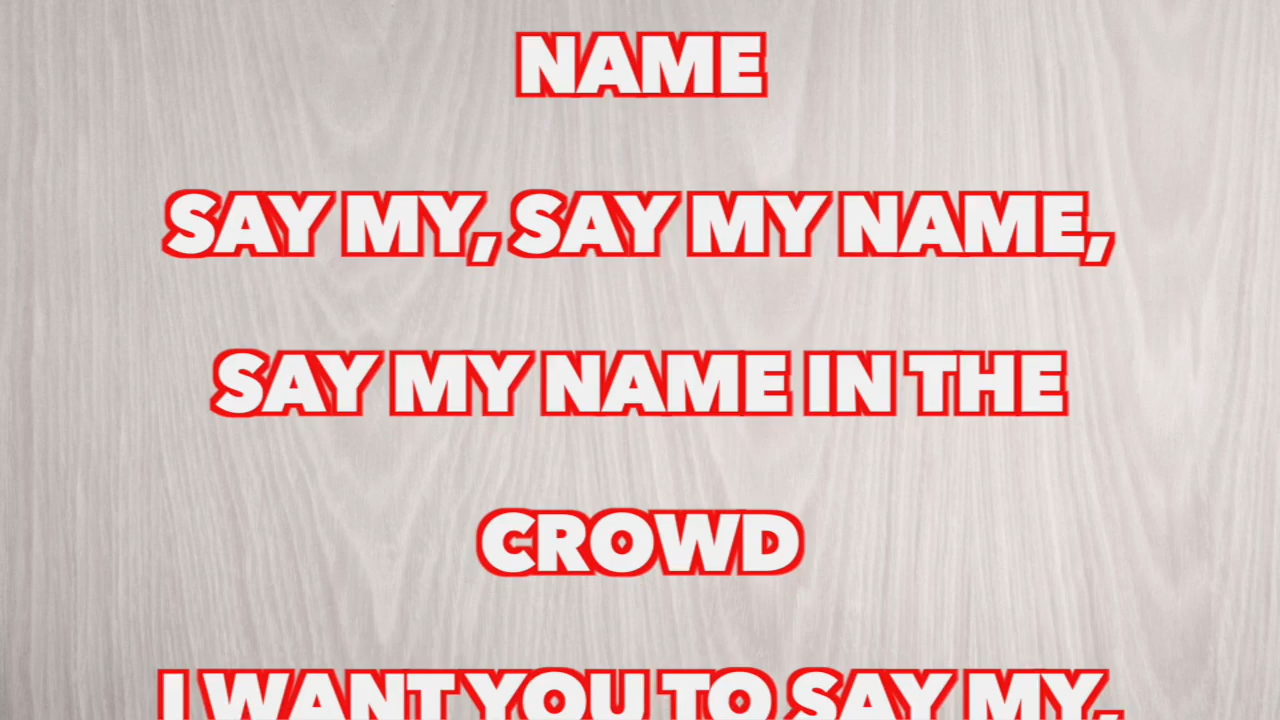 NAME
SAY MY, SAY MY NAME,
SAY MY NAME IN THE
CROWD
I WANT YOU TO SAY MY,